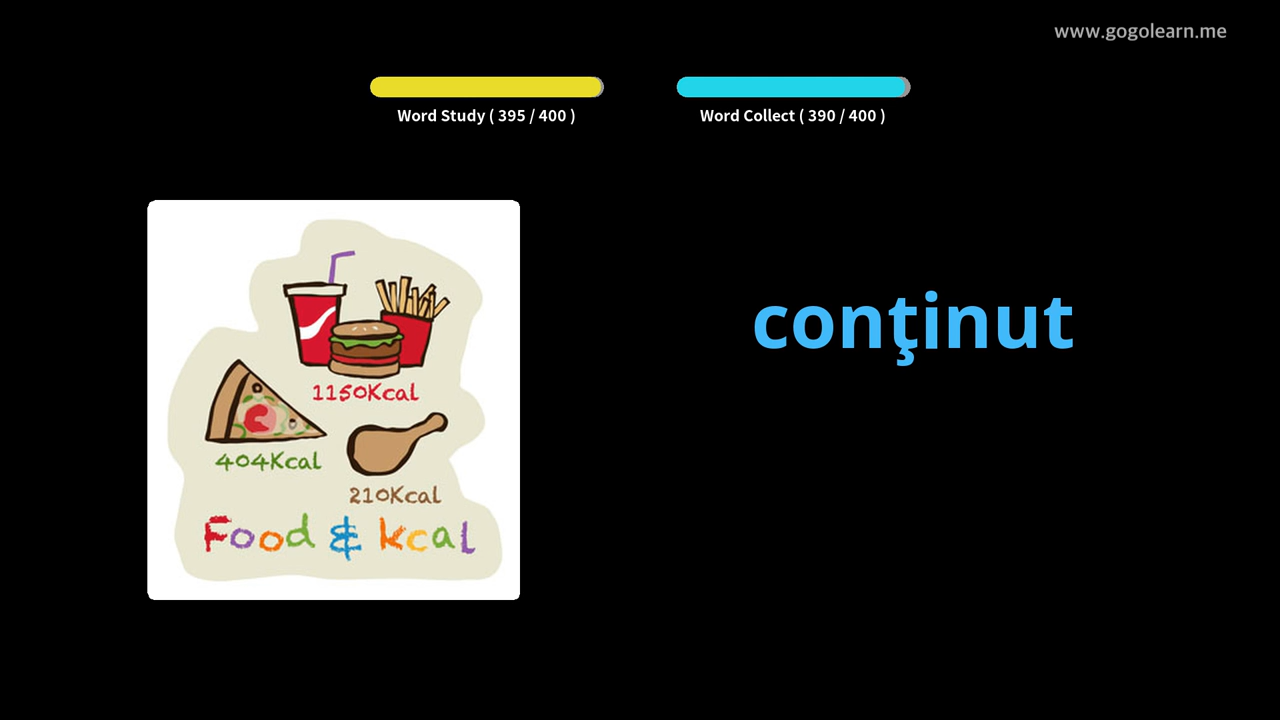 www.gogolearn.me
Word Study ( 395 / 400 )
Word Collect ( 390 / 400 )
conţinut
1150Kcal
404Kcal
210Kcal
Food & kcal